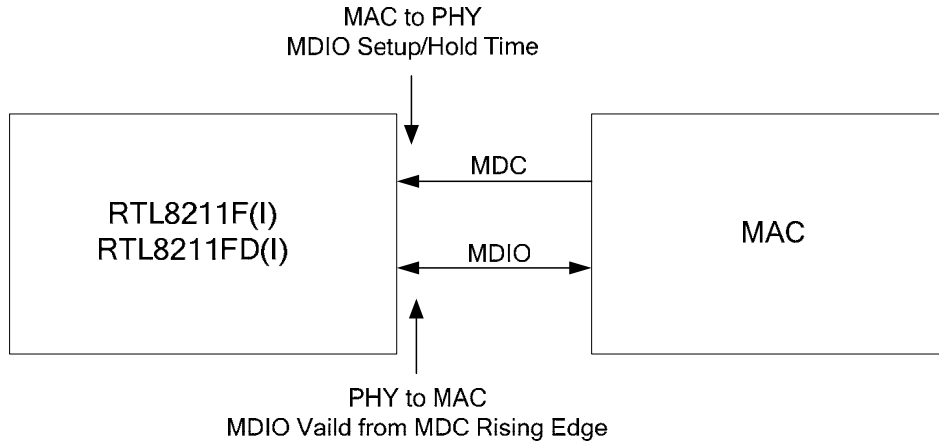 MAC to PHY
MDIO Setup/Hold Time
MDC
RTL8211F(I)
RTL8211FD(I)
MAC
MDIO
PHY to MAC
MDIO Vaild from MDC Rising Edge